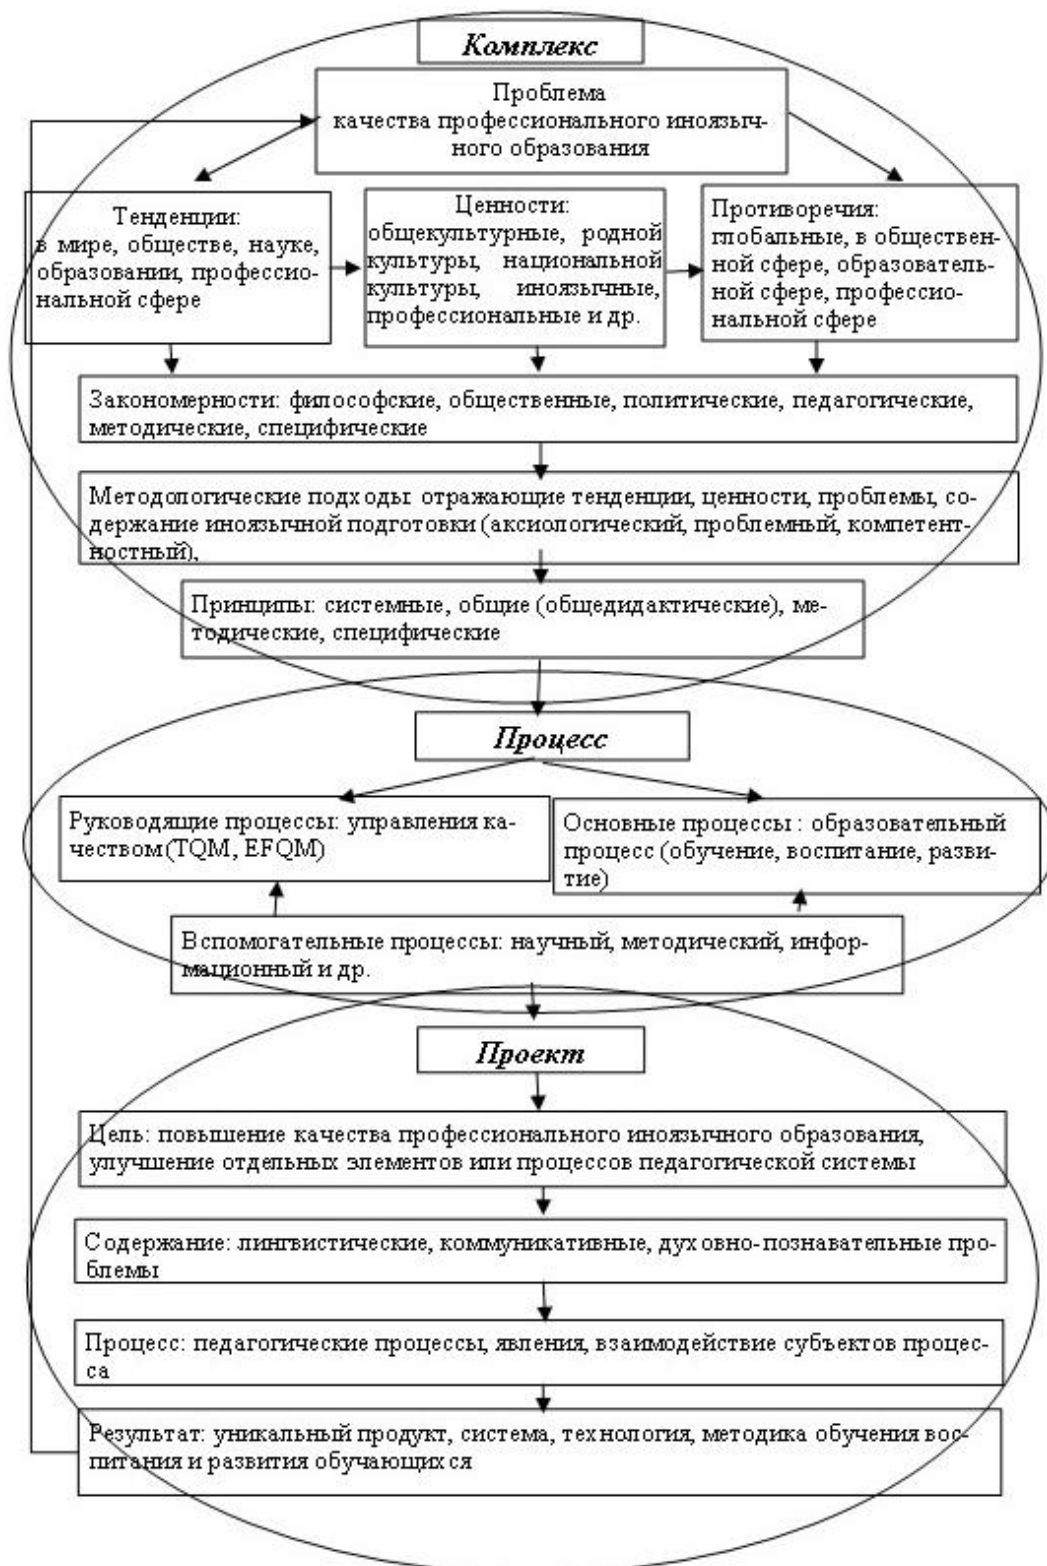 Комплекс
Проблема
качества профессионального иноязыч-
ного образования
Тенденции:
в мире, обществе, науке,
образовании, профессио-
нальной сфере
Ценности:
общекультурные, родной
культуры, национальной
культуры, иноязычные,
профессиональные и др.
Противоречия:
глобальные, в обществен-
ной сфере, образователь-
ной сфере, профессио-
нальной сфере
Закономерности: философские, общественные, политические, педагогические,
методические, специфические
Методологические подходы: отражающие тенденции, ценности, проблемы, со-
держание иноязычной подготовки (аксиологический, проблемный, компетент-
ностный).
Принципы: системные, общие (общедидактические), ме-
тодические, специфические
Процесс
Руководящие процессы: управления ка-
чеством (TQM, EFQM)
Основные процессы : образовательный
процесс (обучение, воспитание, разви-
тие)
Вспомогательные процессы: научный, методический, инфор-
мационный и др.
Проект
Цель: повышение качества профессионального иноязычного образования,
улучшение отдельных элементов или процессов педагогической системы
Содержание: лингвистические, коммуникативные, духовно-познавательные про-
блемы
Процесс: педагогические процессы, явления, взаимодействие субъектов процес-
са
Результат: уникальный продукт, система, технология, методика обучения вос-
питания и развития обучающихся